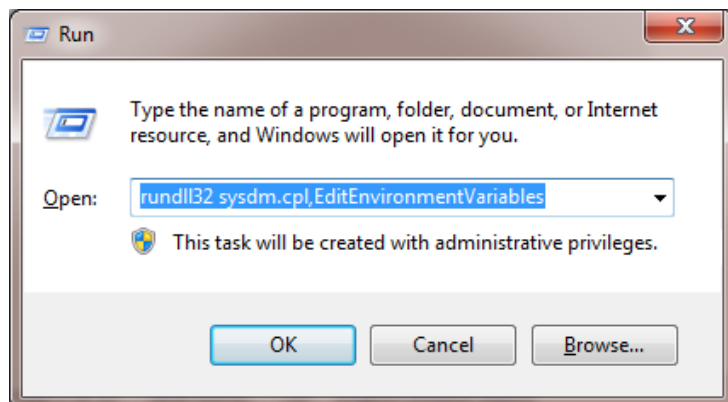 Run
Type the name of a program, folder, document, or Internet
resource, and Windows will open it for you.
Open: rundll32 sysdm.cpl,EditEnvironmentVariables
This task will be created with administrative privileges.
OK Cancel Browse...